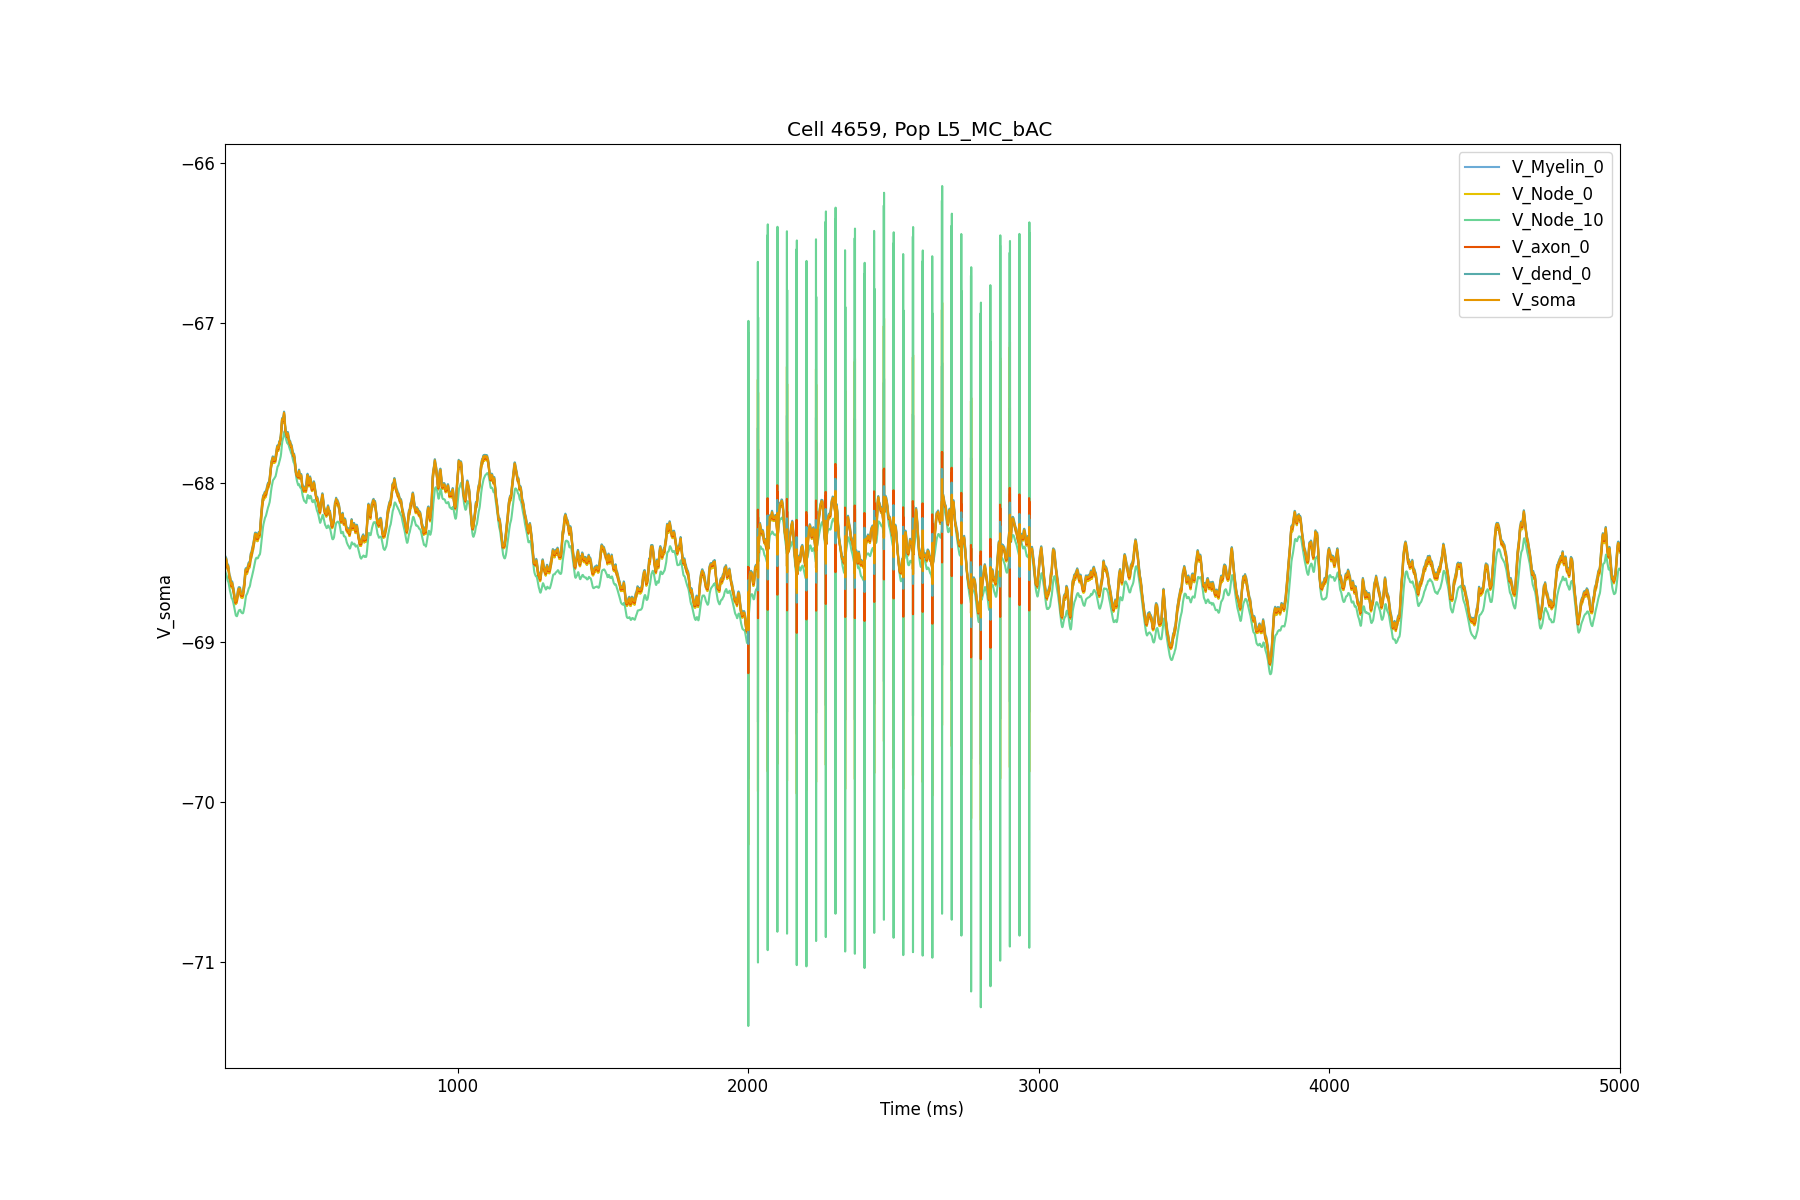 Cell 4659, Pop L5_MC_bAC
V_Myelin_0
V_Node_0
V_Node_10
V_axon_0
V_dend_0
V_soma
−66
−67
−68
−69
−70
−71
V_soma
1000
2000
3000
4000
5000
Time (ms)